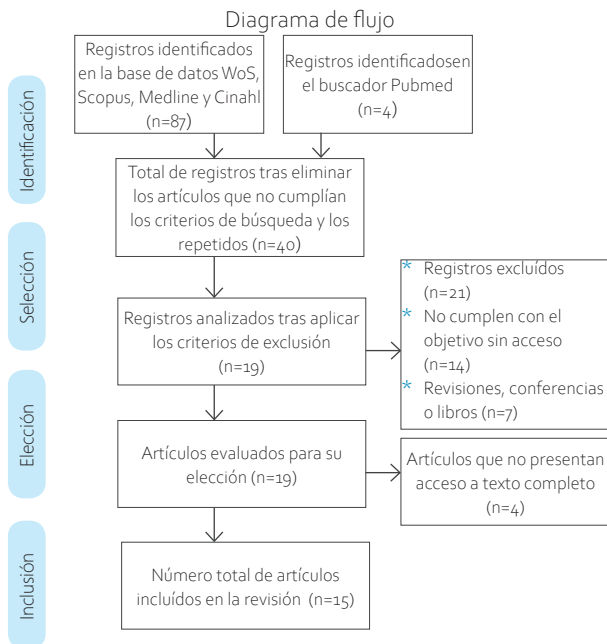 Diagrama de flujo
Identificación
Registros identificados
en la base de datos WoS,
Scopus, Medline y Cinahl
(n=87)
Registros identificadosen
el buscador Pubmed
(n=4)
Total de registros tras eliminar
los artículos que no cumplían
los criterios de búsqueda y los
repetidos (n=40)
Selección
Registros analizados tras aplicar
los criterios de exclusión
(n=19)
* Registros excluídos
(n=21)
* No cumplen con el
objetivo sin acceso
(n=14)
* Revisiones, conferencias
o libros (n=7)
Elección
Artículos evaluados para su
elección (n=19)
Artículos que no presentan
acceso a texto completo
(n=4)
Inclusión
Número total de artículos
incluídos en la revisión (n=15)